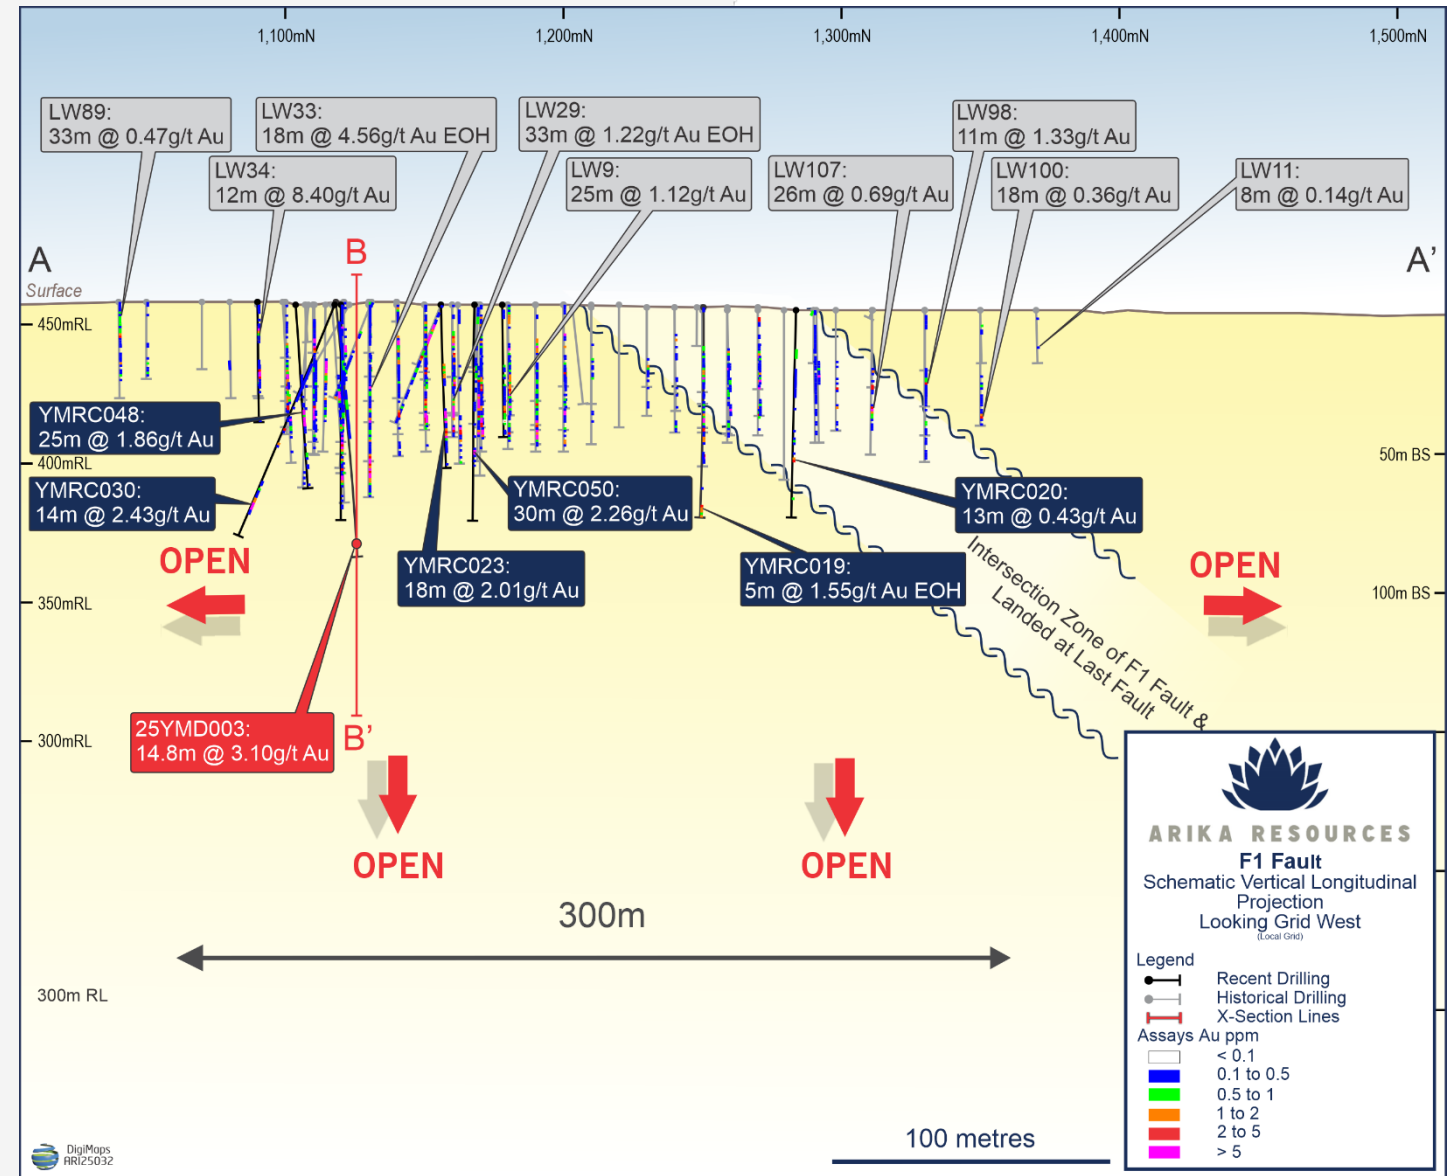 1,100mN
1,200mN
1,300mN
1,400mN
1,500mN
LW89:
33m @ 0.47g/t Au
LW33:
18m @ 4.56g/t Au EOH
LW29:
33m @ 1.22g/t Au EOH
LW98:
11m @ 1.33g/t Au
LW34:
12m @ 8.40g/t Au
LW9:
25m @ 1.12g/t Au
LW107:
26m @ 0.69g/t Au
LW100:
18m @ 0.36g/t Au
LW11:
8m @ 0.14g/t Au
A
B
A'
Surface
450mRL
YMRC048:
25m @ 1.86g/t Au
400mRL
50m BS
YMRC030:
14m @ 2.43g/t Au
YMRC050:
30m @ 2.26g/t Au
YMRC020:
13m @ 0.43g/t Au
YMRC023:
18m @ 2.01g/t Au
YMRC019:
5m @ 1.55g/t Au EOH
OPEN
OPEN
Intersection Zone of F1 Fault &
Landed at Last Fault
350mRL
100m BS
25YMD003:
14.8m @ 3.10g/t Au
B'
300mRL
OPEN
OPEN
300m
300m RL
ARIKA RESOURCES
F1 Fault
Schematic Vertical Longitudinal
Projection
Looking Grid West
(Local Grid)
Legend
Recent Drilling
Historical Drilling
X-Section Lines
Assays Au ppm
< 0.1
0.1 to 0.5
0.5 to 1
1 to 2
2 to 5
> 5
100 metres
DigiMaps
ARI25032